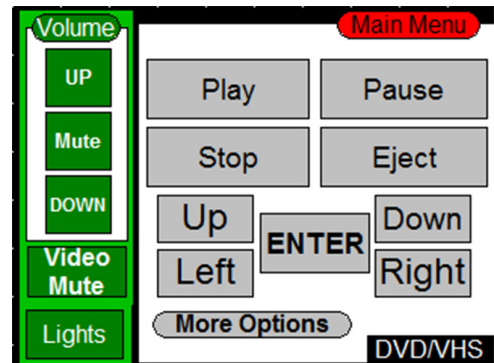 Volume
UP
Mute
DOWN
Video
Mute
Lights
Main Menu
Play
Pause
Stop
Eject
Up
Down
ENTER
Left
Right
More Options
DVD/VHS